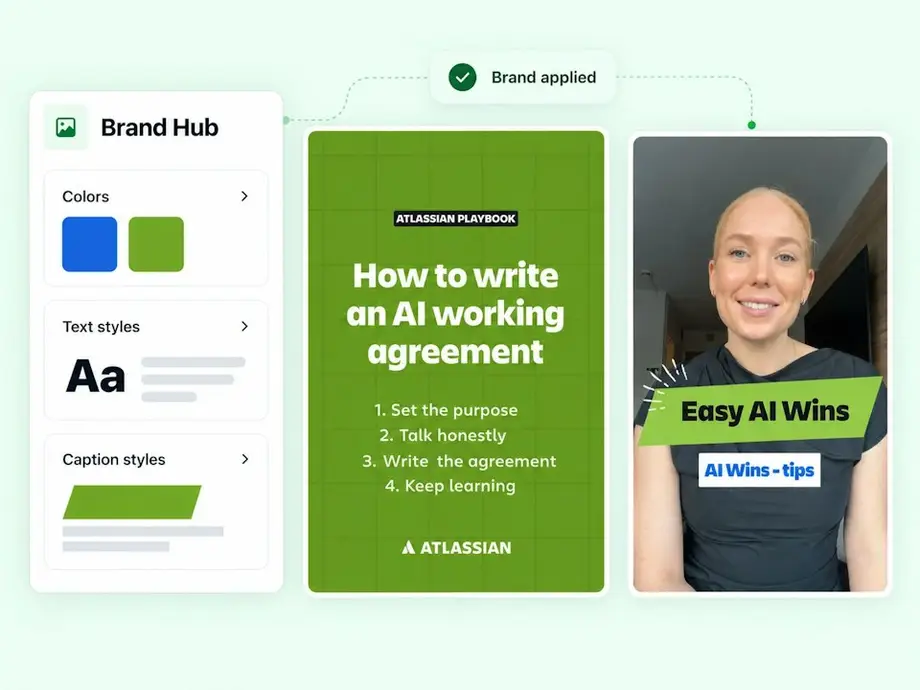 Brand applied
Brand Hub
Colors
Text styles
Aa
Caption styles
ATLASSIAN PLAYBOOK
How to write
an AI working
agreement
1. Set the purpose
2. Talk honestly
3. Write the agreement
4. Keep learning
ATLASSIAN
Easy AI Wins
AI Wins - tips